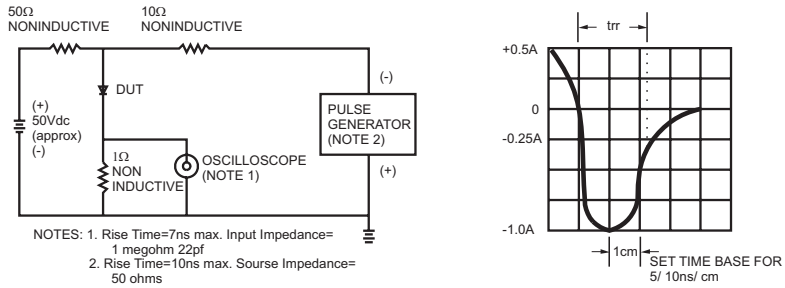 50Ω
NONINDUCTIVE
10Ω
NONINDUCTIVE
(+)
50Vdc
(approx)
(-)
DUT
1Ω
NON
INDUCTIVE
OSCILLOSCOPE
(NOTE 1)
(-)
PULSE
GENERATOR
(NOTE 2)
(+)
NOTES: 1. Rise Time=7ns max. Input Impedance=
1 megohm 22pf
2. Rise Time=10ns max. Sourse Impedance=
50 ohms
trr
+0.5A
0
-0.25A
-1.0A
1cm
SET TIME BASE FOR
5/ 10ns/ cm